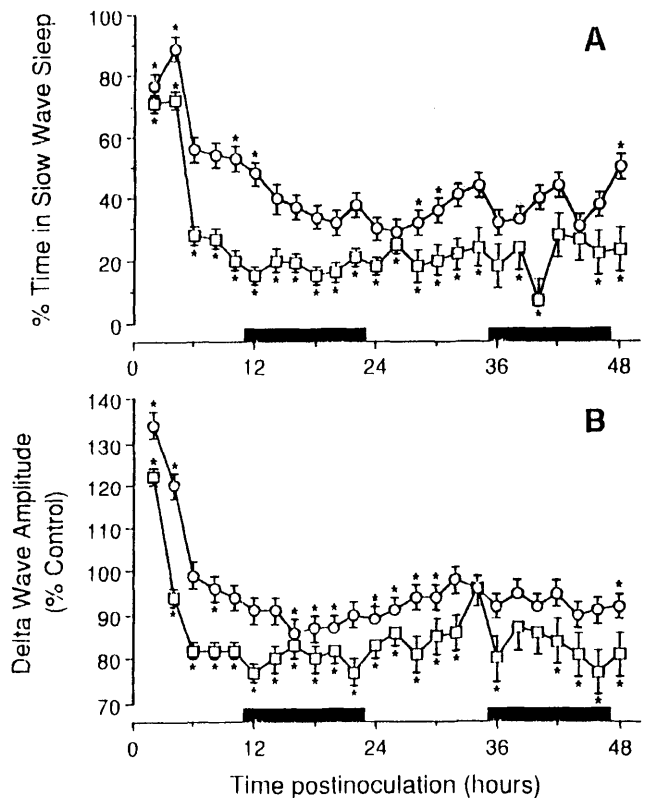 100
80
60
40
20
0
% Time in Slow Wave Sleep
A
0 12 24 36 48
140
130
120
110
100
90
80
70
Delta Wave Amplitude
(% Control)
B
0 12 24 36 48
Time postinoculation (hours)